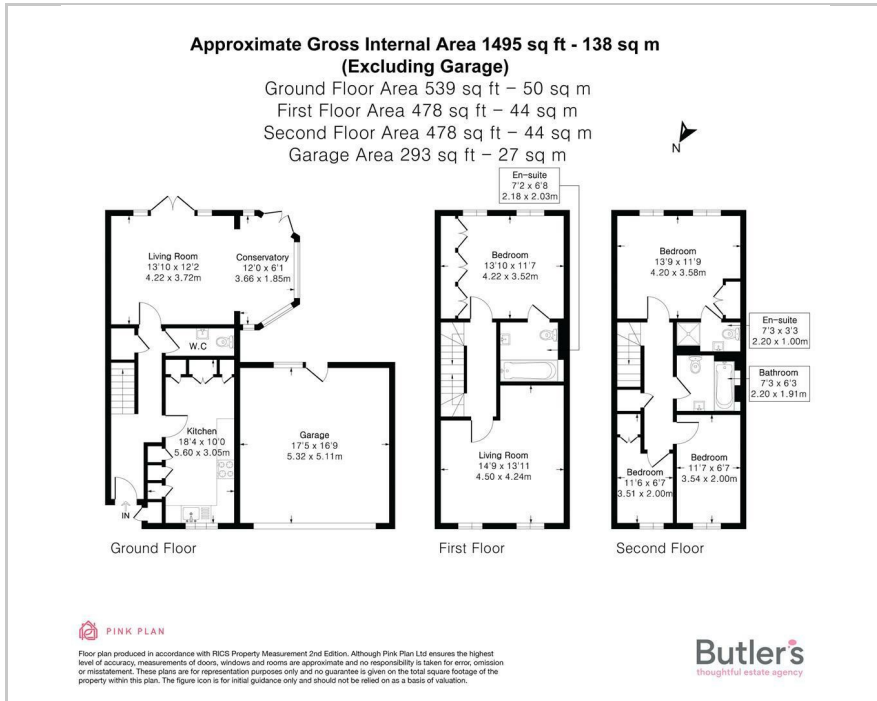 Approximate Gross Internal Area 1495 sq ft - 138 sq m
(Excluding Garage)
Ground Floor Area 539 sq ft – 50 sq m
First Floor Area 478 sq ft – 44 sq m
Second Floor Area 478 sq ft – 44 sq m
Garage Area 293 sq ft – 27 sq m
N
Living Room
13'10 x 12'2
4.22 x 3.72m
Conservatory
12'0 x 6'1
3.66 x 1.85m
W.C
Kitchen
18'4 x 10'0
5.60 x 3.05m
Garage
17'5 x 16'9
5.32 x 5.11m
IN
Ground Floor
En-suite
7'2 x 6'8
2.18 x 2.03m
Bedroom
13'10 x 11'7
4.22 x 3.52m
Living Room
14'9 x 13'11
4.50 x 4.24m
First Floor
Bedroom
13'9 x 11'9
4.20 x 3.58m
En-suite
7'3 x 3'3
2.20 x 1.00m
Bathroom
7'3 x 6'3
2.20 x 1.91m
Bedroom
11'6 x 6'7
3.51 x 2.00m
Bedroom
11'7 x 6'7
3.54 x 2.00m
Second Floor
PINK PLAN
Floor plan produced in accordance with RICS Property Measurement 2nd Edition. Although Pink Plan Ltd ensures the highest
level of accuracy, measurements of doors, windows and rooms are approximate and no responsibility is taken for error, omission
or misstatement. These plans are for representation purposes only and no guarantee is given on the total square footage of the
property within this plan. The figure icon is for initial guidance only and should not be relied on as a basis of valuation.
Butler's
thoughtful estate agency